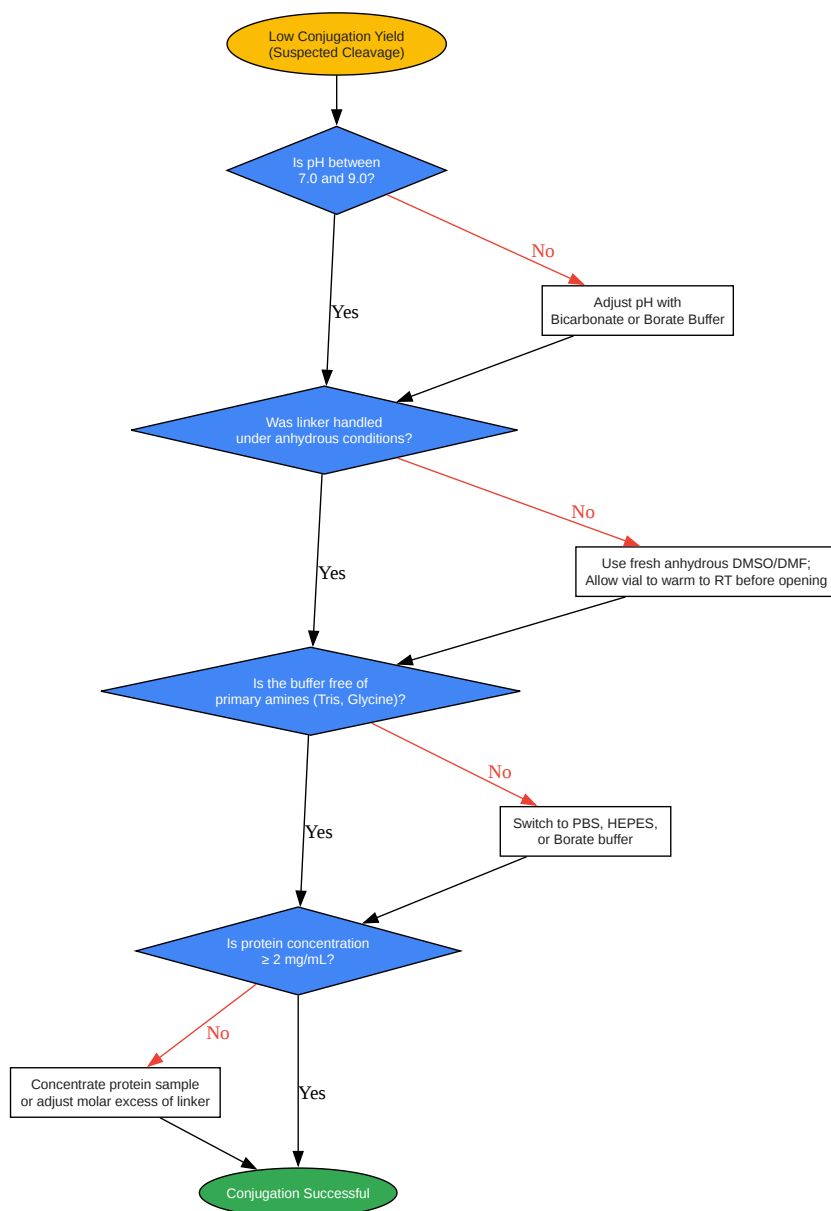 Low Conjugation Yield
(Suspected Cleavage)
Is pH between
7.0 and 9.0?
No
Yes
Adjust pH with
Bicarbonate or Borate Buffer
Was linker handled
under anhydrous conditions?
No
Yes
Use fresh anhydrous DMSO/DMF;
Allow vial to warm to RT before opening
Is the buffer free of
primary amines (Tris, Glycine)?
No
Yes
Switch to PBS, HEPES,
or Borate buffer
Is protein concentration
≥ 2 mg/mL?
No
Yes
Concentrate protein sample
or adjust molar excess of linker
Conjugation Successful